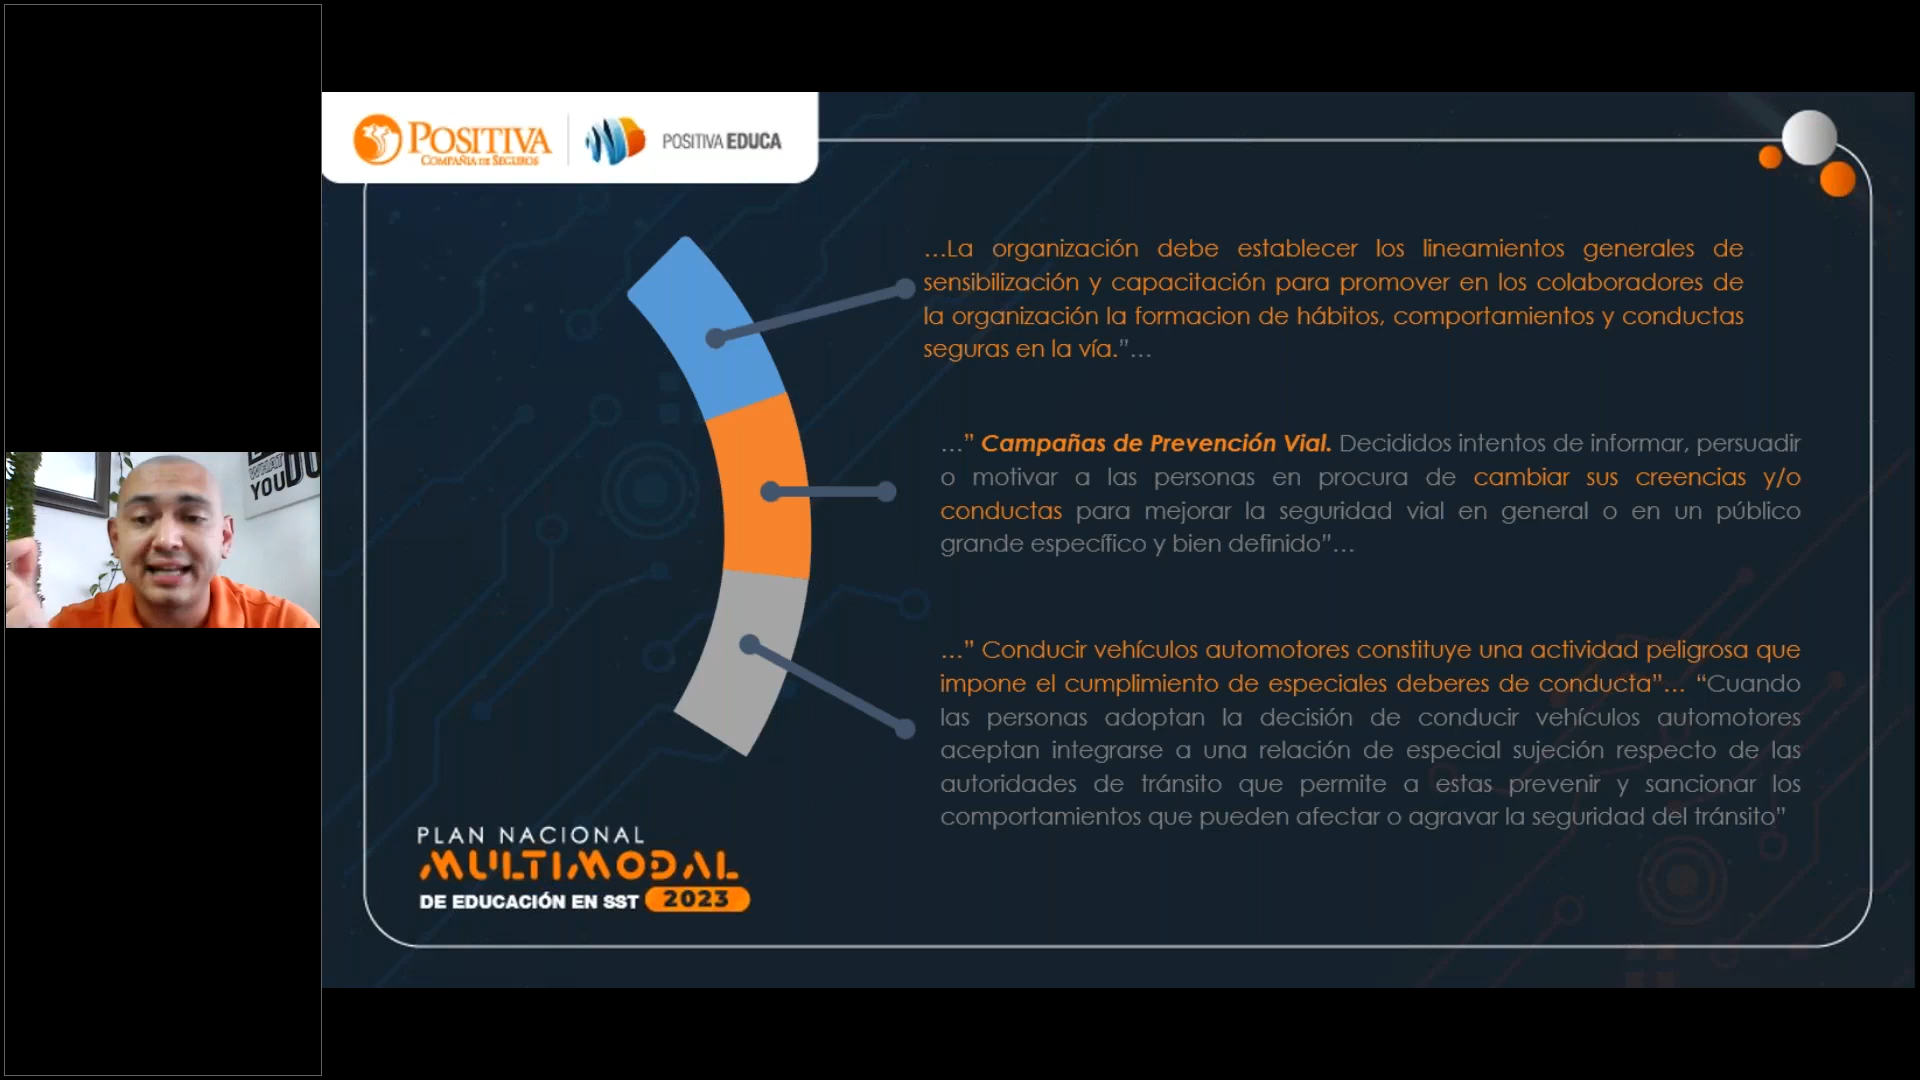 POSITIVA
COMPAÑIA DE SEGUROS
POSITIVA EDUCA
…La organización debe establecer los lineamientos generales de
sensibilización y capacitación para promover en los colaboradores de
la organización la formacion de hábitos, comportamientos y conductas
seguras en la vía.”…
…” Campañas de Prevención Vial. Decididos intentos de informar, persuadir
o motivar a las personas en procura de cambiar sus creencias y/o
conductas para mejorar la seguridad vial en general o en un público
grande específico y bien definido”…
…” Conducir vehículos automotores constituye una actividad peligrosa que
impone el cumplimiento de especiales deberes de conducta”… “Cuando
las personas adoptan la decisión de conducir vehículos automotores
aceptan integrarse a una relación de especial sujeción respecto de las
autoridades de tránsito que permite a estas prevenir y sancionar los
comportamientos que pueden afectar o agravar la seguridad del tránsito”
PLAN NACIONAL
MULTIMODAL
DE EDUCACIÓN EN SST 2023
WHAT
YOU DO